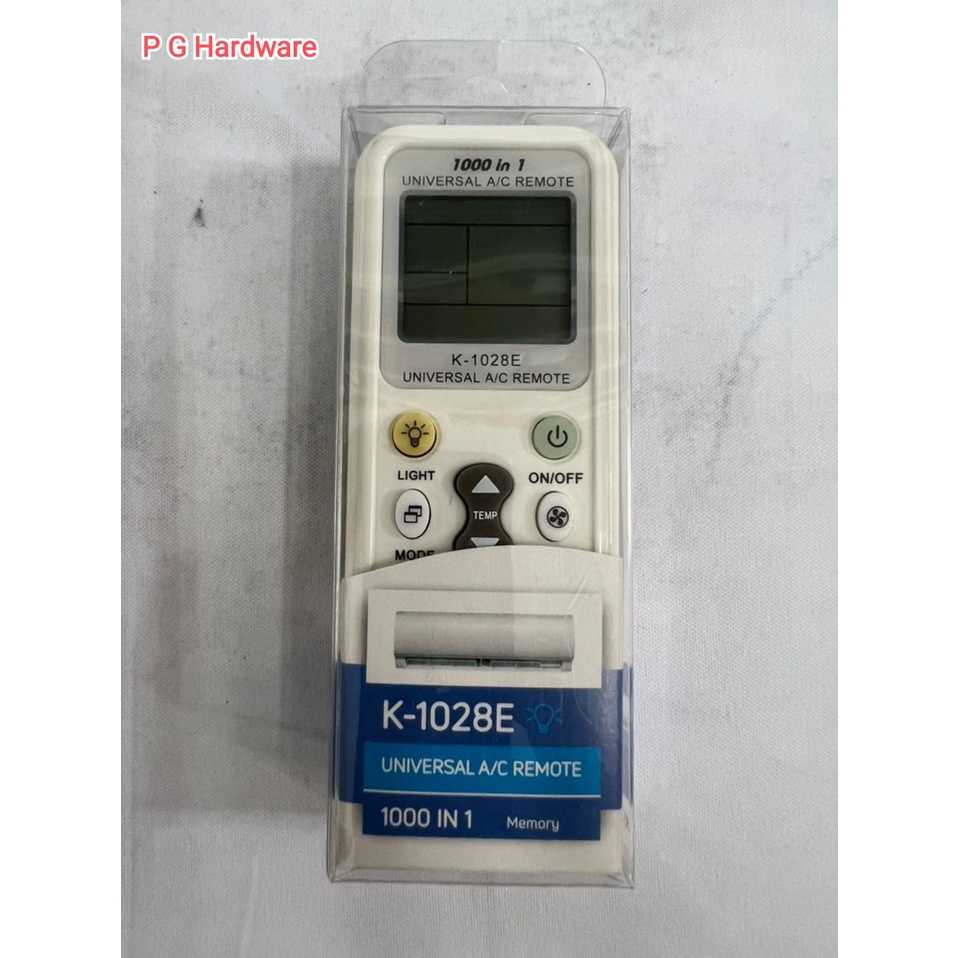 P G Hardware
1000 in 1
UNIVERSAL A/C REMOTE
K-1028E
UNIVERSAL A/C REMOTE
LIGHT
ON/OFF
TEMP
MODE
K-1028E
UNIVERSAL A/C REMOTE
1000 IN 1 Memory